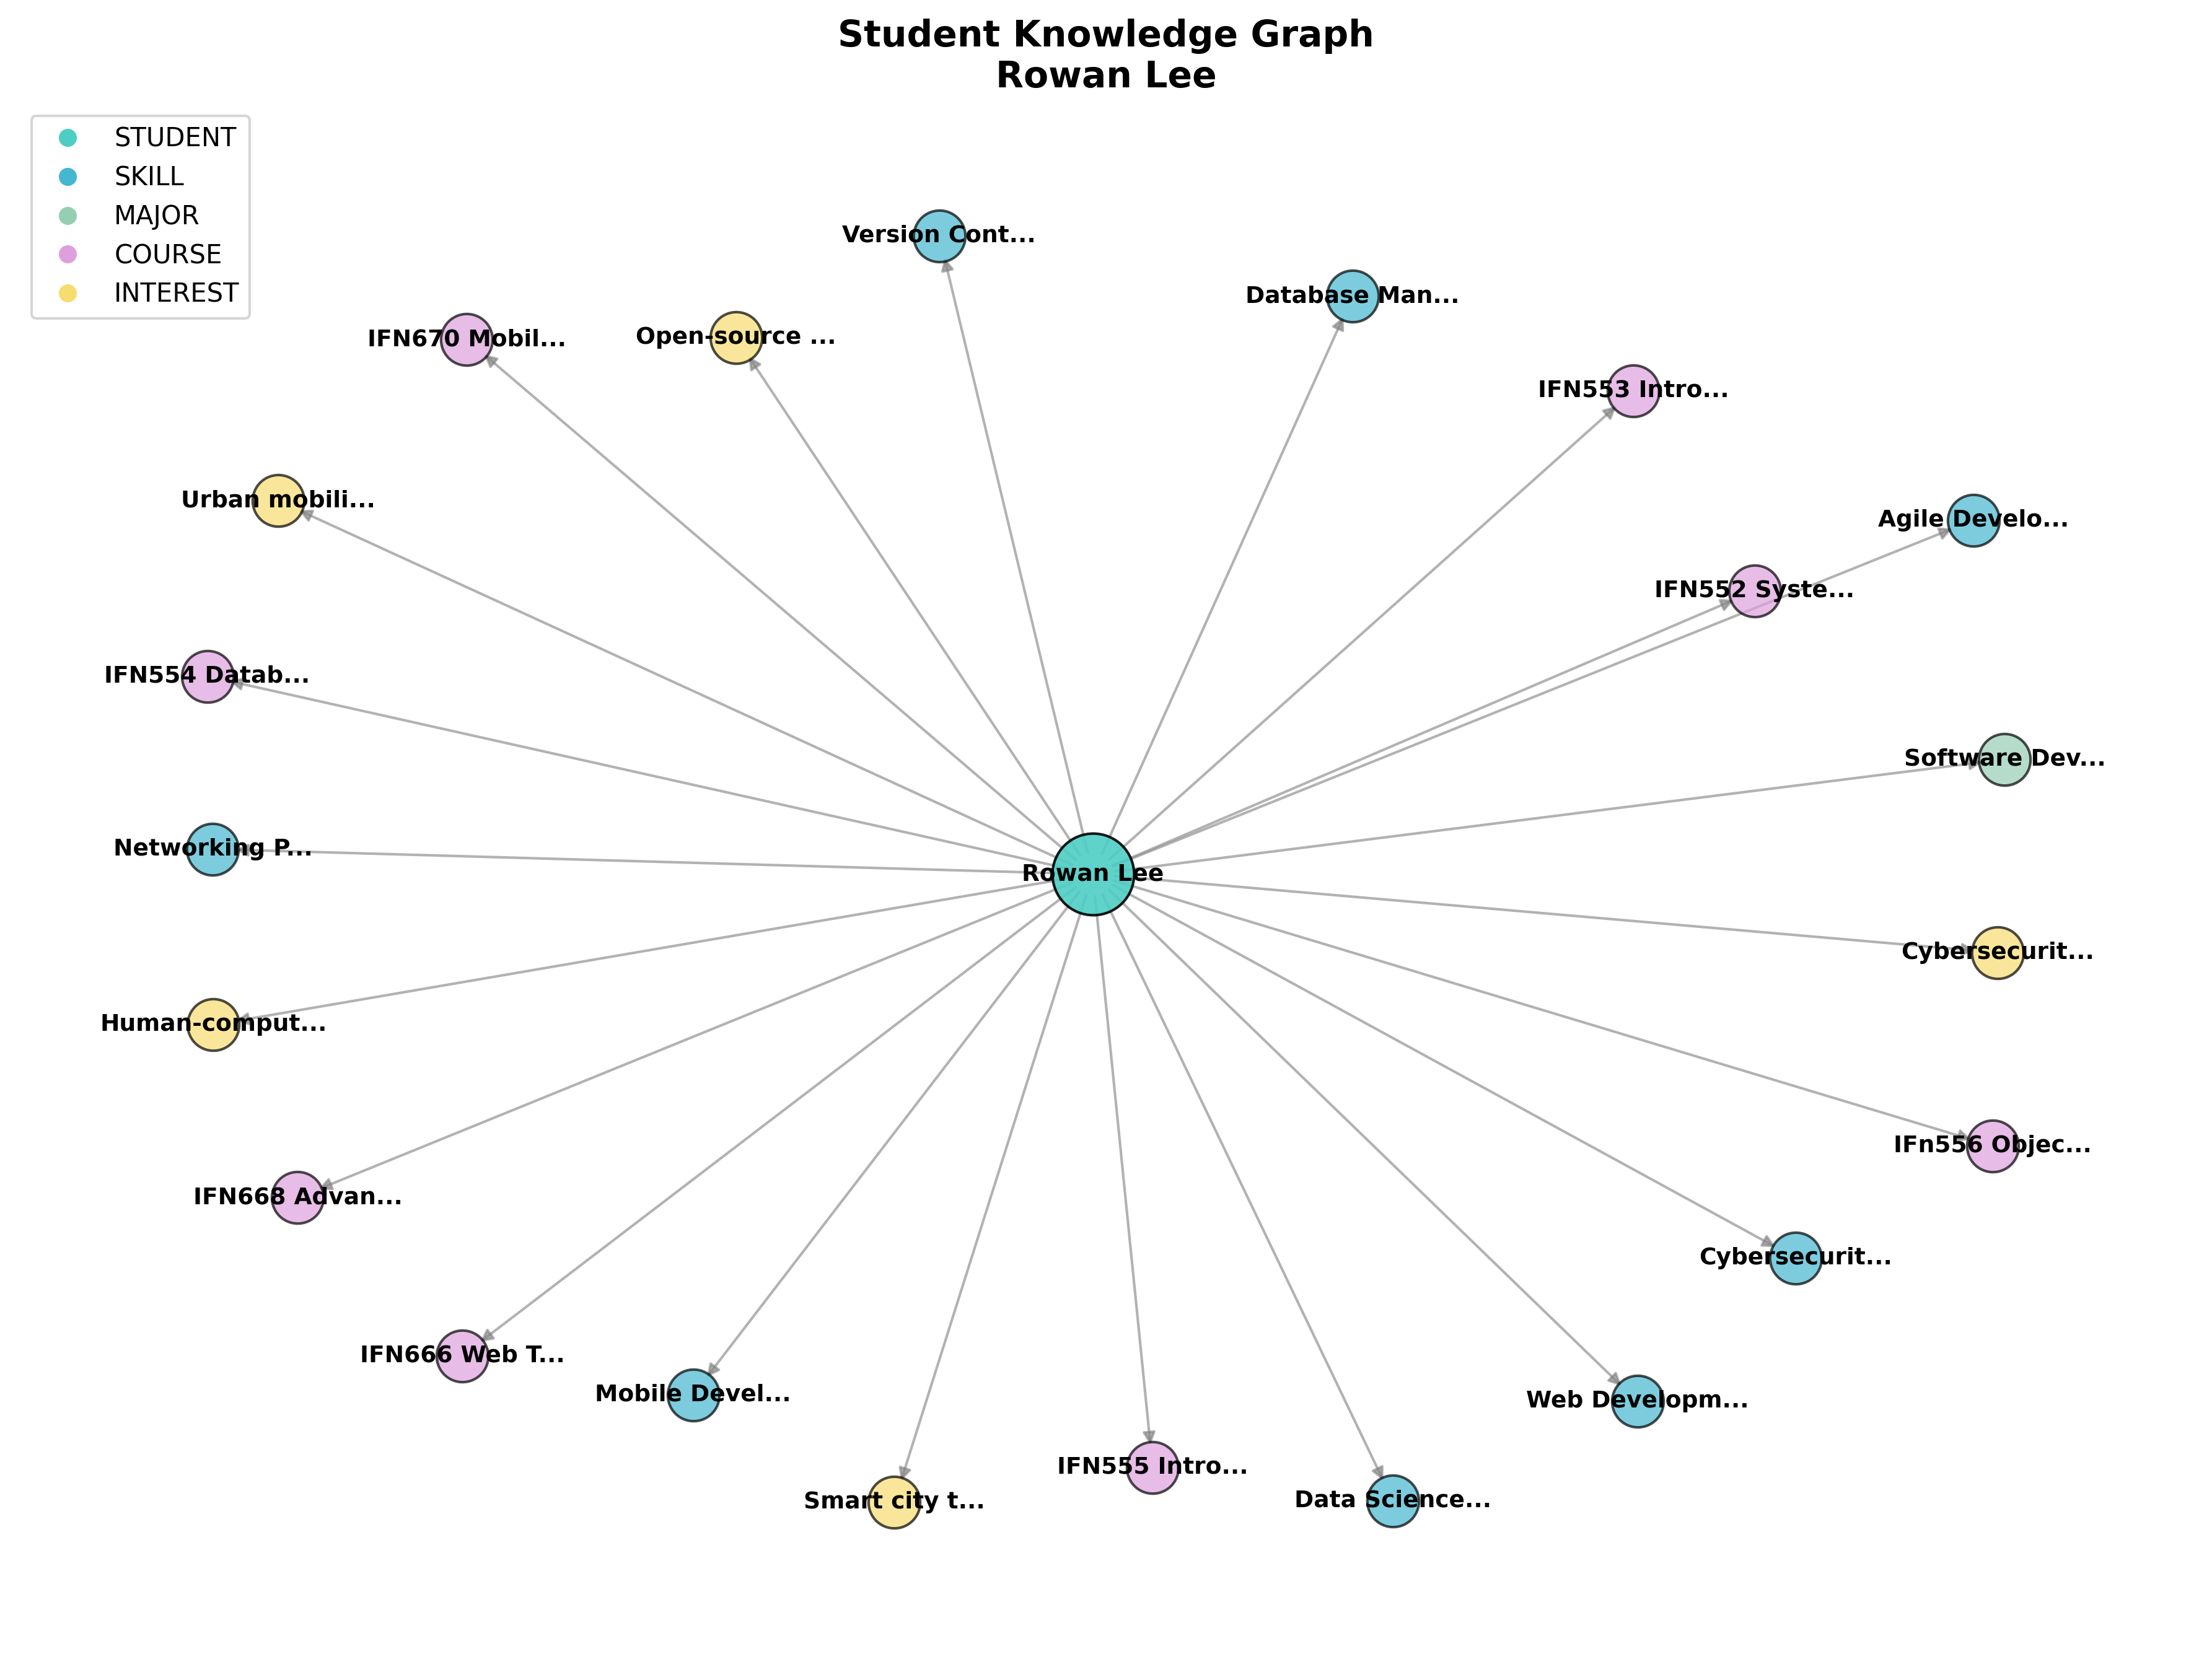 Student Knowledge Graph
Rowan Lee
STUDENT
SKILL
MAJOR
COURSE
INTEREST
Version Cont...
Database Man...
IFN670 Mobil...
Open-source ...
IFN553 Intro...
Urban mobili...
Agile Develo...
IFN552 Syste...
IFN554 Datab...
Software Dev...
Networking P...
Rowan Lee
Cybersecurit...
Human-comput...
IFn556 Objec...
IFN668 Advan...
Cybersecurit...
IFN666 Web T...
Mobile Devel...
Web Developm...
IFN555 Intro...
Smart city t...
Data Science...